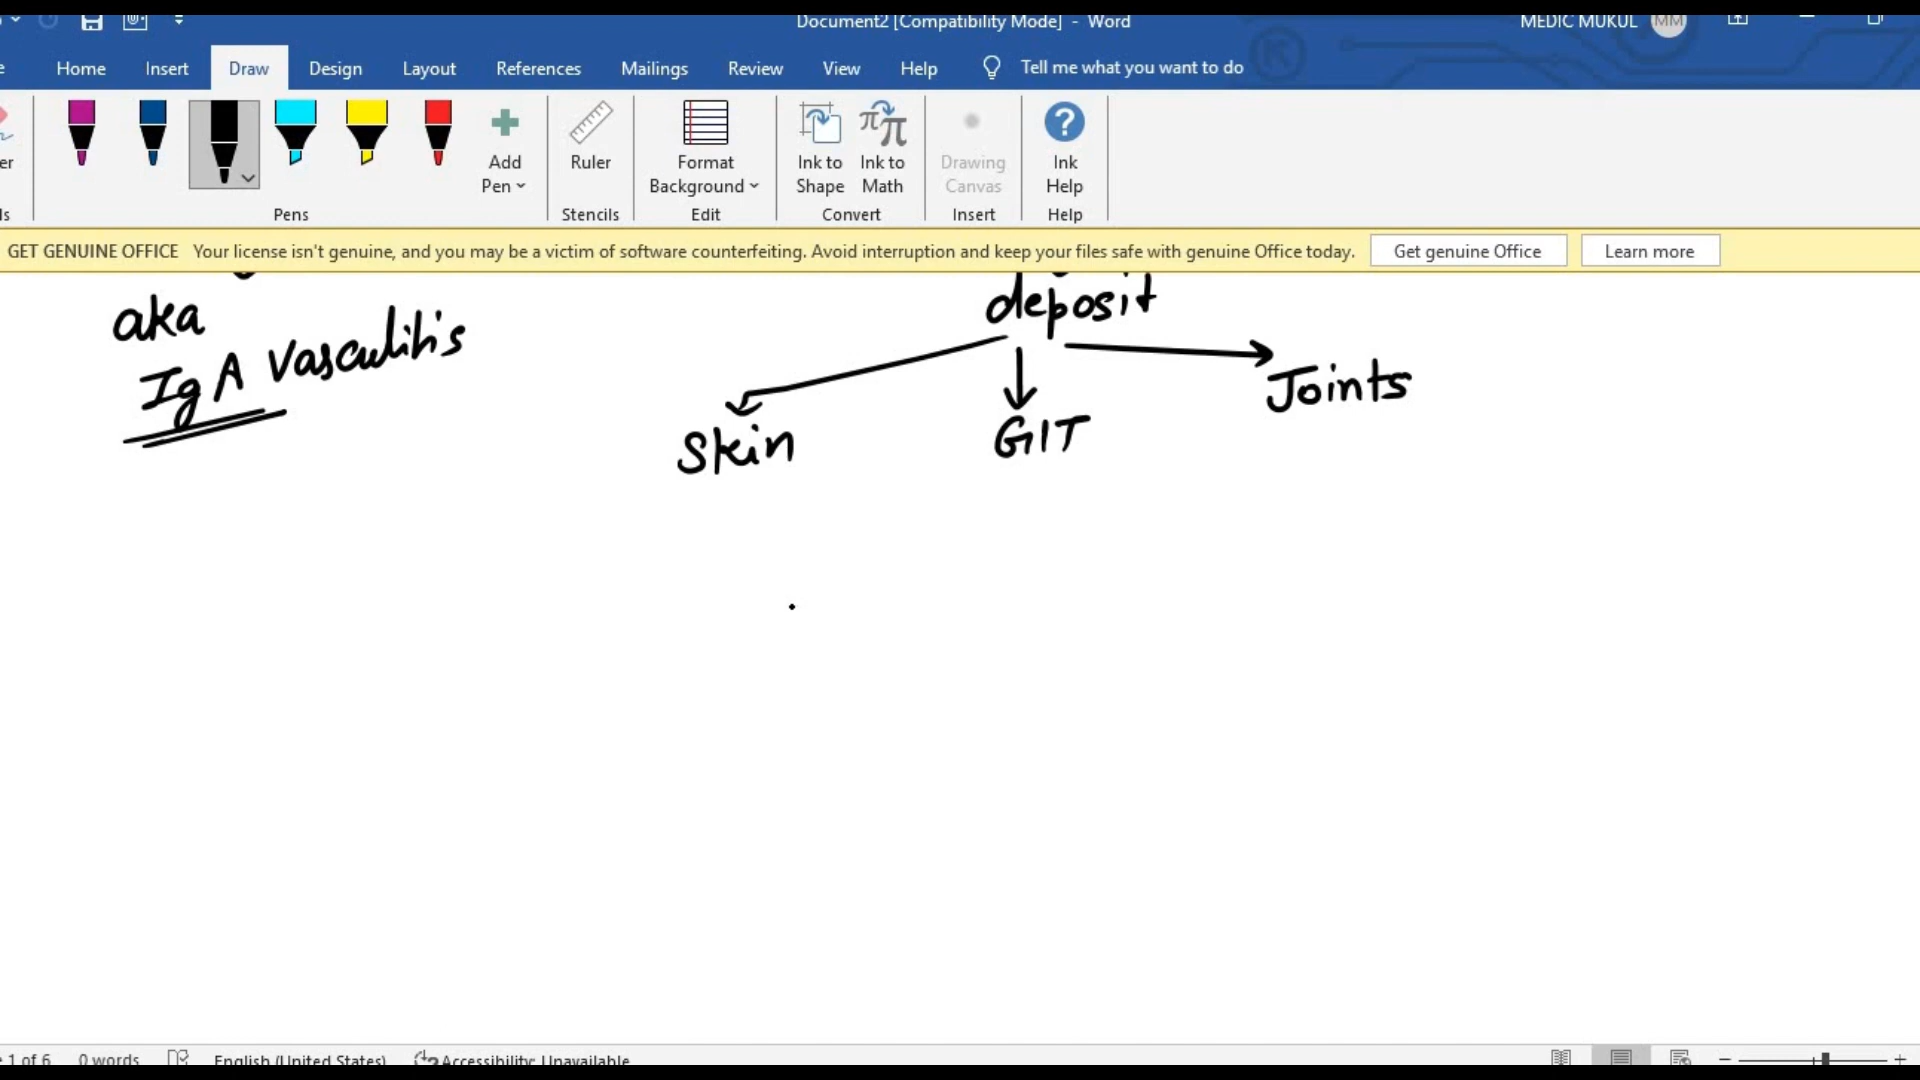 Document2 [Compatibility Mode] - Word
MEDIC MUKUL MM
Home Insert Draw Design Layout References Mailings Review View Help Tell me what you want to do
Add Pen
Ruler
Format Background
Ink to Shape
Ink to Math
Drawing Canvas
Ink Help
Pens Stencils Edit Convert Insert Help
GET GENUINE OFFICE Your license isn't genuine, and you may be a victim of software counterfeiting. Avoid interruption and keep your files safe with genuine Office today. Get genuine Office Learn more
aka
IgA Vasculitis
deposit
Skin
GIT
Joints
1 of 6 0 words English (United States) Accessibility: Unavailable